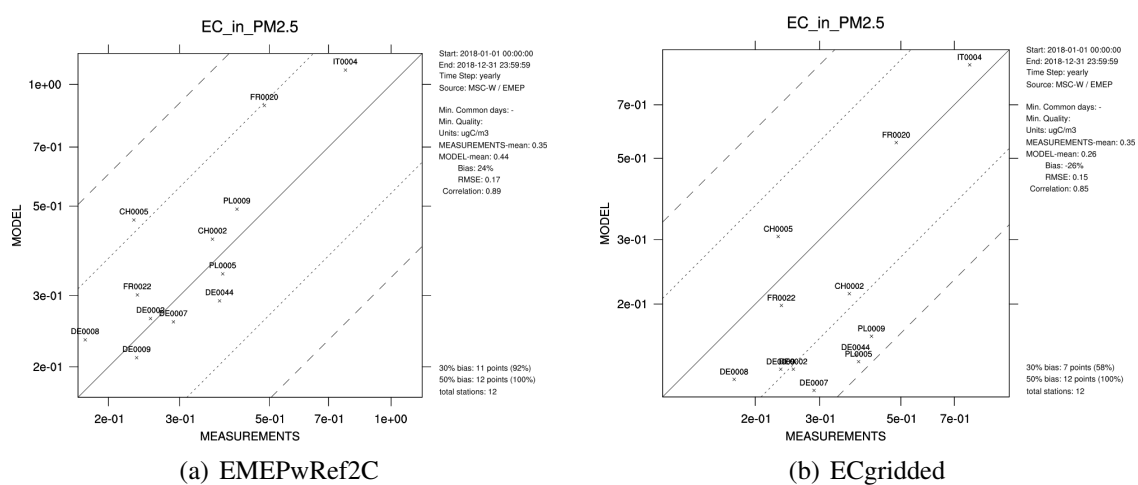 EC_in_PM2.5
Start: 2018-01-01 00:00:00
End: 2018-12-31 23:59:59
Time Step: yearly
Source: MSC-W / EMEP
Min. Common days: -
Min. Quality:
Units: ugC/m3
MEASUREMENTS-mean: 0.35
MODEL-mean: 0.44
Bias: 24%
RMSE: 0.17
Correlation: 0.89
IT0004
1e+00
FR0020
7e-01
5e-01
PL0009
CH0005
CH0002
PL0005
3e-01
FR0022
DE0044
DE0002
DE0007
DE0008
DE0009
2e-01
MODEL
30% bias: 11 points (92%)
50% bias: 12 points (100%)
total stations: 12
2e-01 3e-01 5e-01 7e-01 1e+00
MEASUREMENTS
(a) EMEPwRef2C
EC_in_PM2.5
Start: 2018-01-01 00:00:00
End: 2018-12-31 23:59:59
Time Step: yearly
Source: MSC-W / EMEP
Min. Common days: -
Min. Quality:
Units: ugC/m3
MEASUREMENTS-mean: 0.35
MODEL-mean: 0.26
Bias: -26%
RMSE: 0.15
Correlation: 0.85
IT0004
7e-01
FR0020
5e-01
CH0005
3e-01
CH0002
FR0022
2e-01
PL0009
DE0044
PL0005
DE0009
DE0002
DE0008
DE0007
MODEL
30% bias: 7 points (58%)
50% bias: 12 points (100%)
total stations: 12
2e-01 3e-01 5e-01 7e-01
MEASUREMENTS
(b) ECgridded